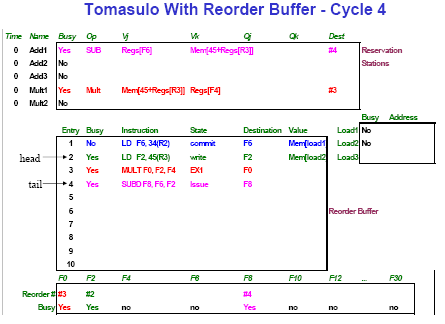 Tomasulo With Reorder Buffer - Cycle 4
Time Name Busy Op Vj Vk Qj Qk Dest
0 Add1 Yes SUB Regs[F6] Mem[45+Regs[R3]] #4 Reservation
0 Add2 No Stations
0 Add3 No
0 Mult1 Yes Mult Mem[45+Regs[R3]] Regs[F4] #3
0 Mult2 No
Busy Address
Entry Busy Instruction State Destination Value Load1 No
1 No LD F6, 34(R2) commit F6 Mem[load1 Load2 No
head 2 Yes LD F2, 45(R3) write F2 Mem[load2 Load3
3 Yes MULT F0, F2, F4 EX1 F0
tail 4 Yes SUBD F8, F6, F2 Issue F8
5
6 Reorder Buffer
7
8
9
10
F0 F2 F4 F6 F8 F10 F12 ... F30
Reorder # #3 #2 #4
Busy Yes Yes no no Yes no no no